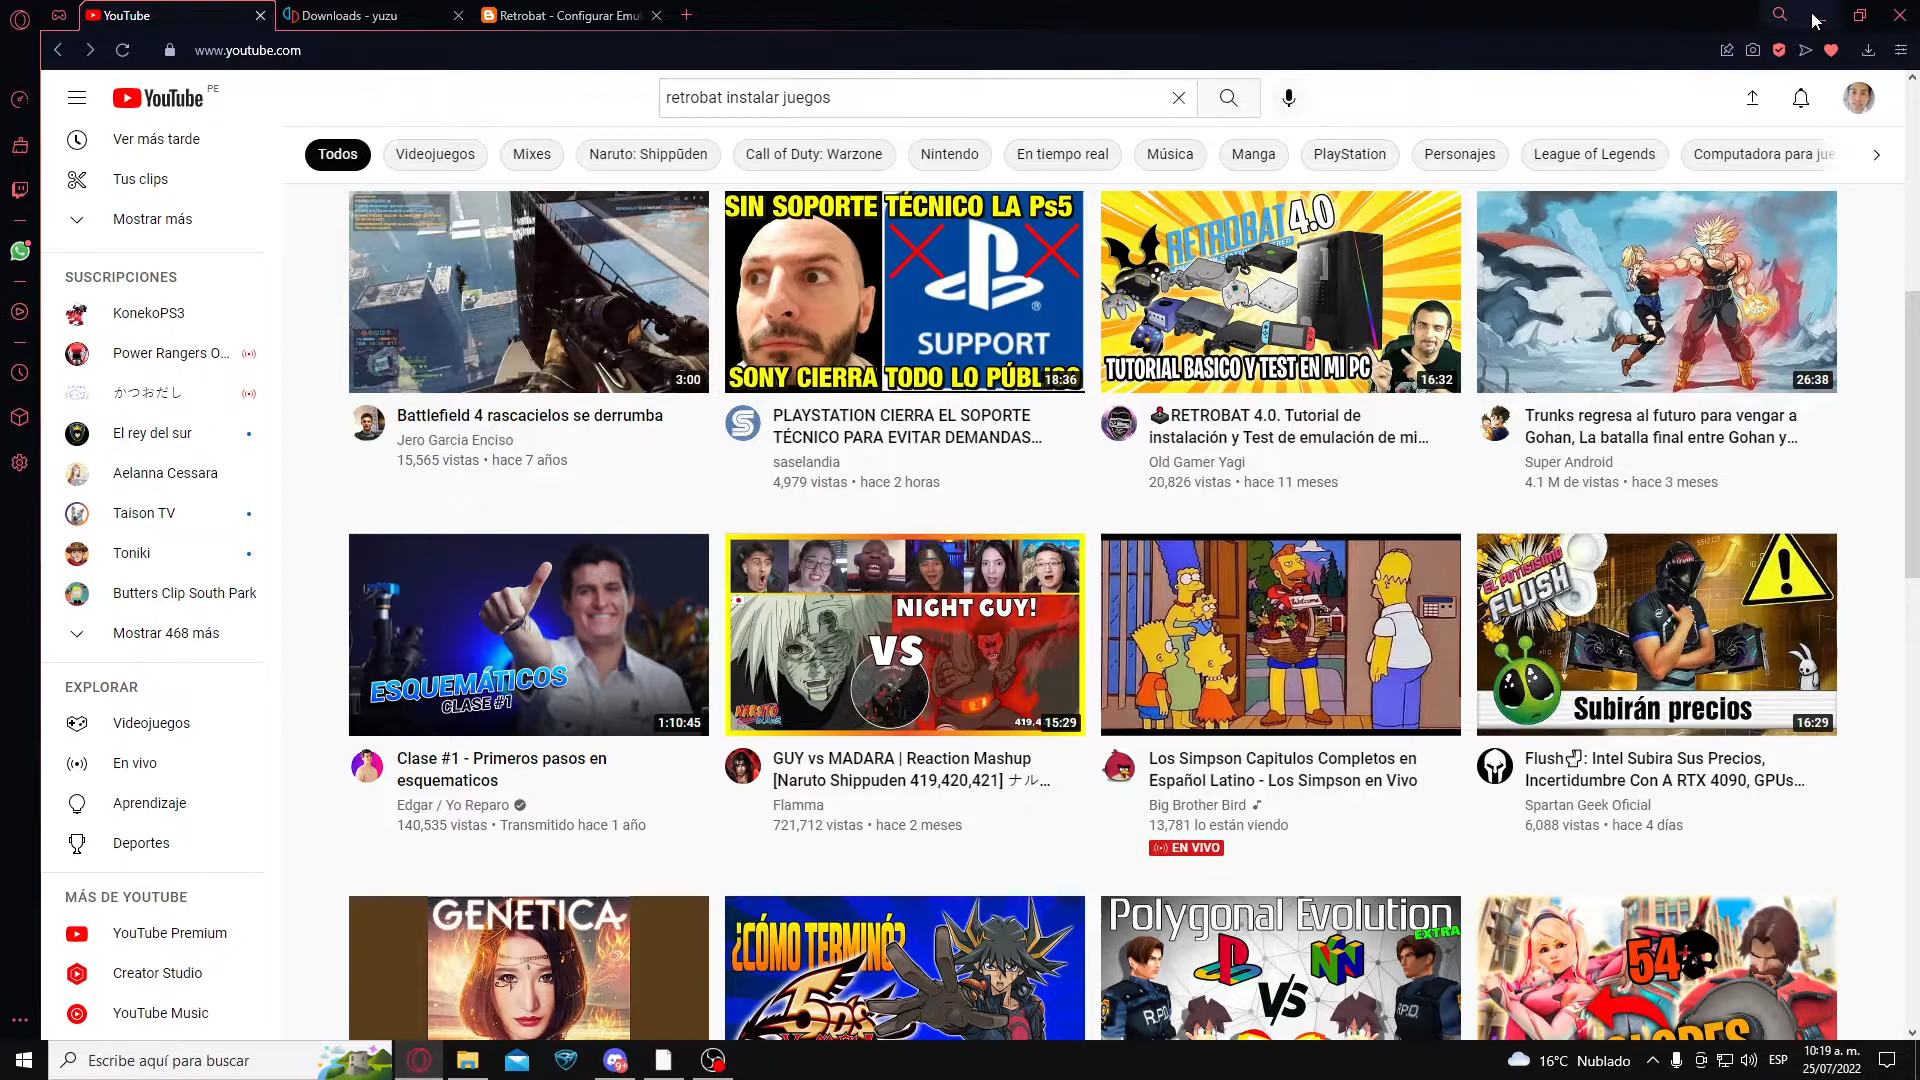 YouTube
Downloads - yuzu
Retrobat - Configurar Emul
www.youtube.com
YouTube PE
retrobat instalar juegos
Todos
Videojuegos
Mixes
Naruto: Shippūden
Call of Duty: Warzone
Nintendo
En tiempo real
Música
Manga
PlayStation
Personajes
League of Legends
Computadora para jue
Ver más tarde
Tus clips
Mostrar más
SUSCRIPCIONES
KonekoPS3
Power Rangers O...
かつおだし
El rey del sur
Aelanna Cessara
Taison TV
Toniki
Butters Clip South Park
Mostrar 468 más
EXPLORAR
Videojuegos
En vivo
Aprendizaje
Deportes
MÁS DE YOUTUBE
YouTube Premium
Creator Studio
YouTube Music
3:00
Battlefield 4 rascacielos se derrumba
Jero Garcia Enciso
15,565 vistas • hace 7 años
SIN SOPORTE TÉCNICO LA Ps5
SUPPORT
SONY CIERRA TODO LO PÚBLIC
18:36
PLAYSTATION CIERRA EL SOPORTE
TÉCNICO PARA EVITAR DEMANDAS...
saselandia
4,979 vistas • hace 2 horas
RETROBAT 4.0
TUTORIAL BASICO Y TEST EN MI PC
16:32
RETROBAT 4.0. Tutorial de
instalación y Test de emulación de mi...
Old Gamer Yagi
20,826 vistas • hace 11 meses
26:38
Trunks regresa al futuro para vengar a
Gohan, La batalla final entre Gohan y...
Super Android
4.1 M de vistas • hace 3 meses
ESQUEMÁTICOS
CLASE #1
1:10:45
Clase #1 - Primeros pasos en
esquematicos
Edgar / Yo Reparo
140,535 vistas • Transmitido hace 1 año
NIGHT GUY!
VS
NARUTO
419,4
15:29
GUY vs MADARA | Reaction Mashup
[Naruto Shippuden 419,420,421] ナル...
Flamma
721,712 vistas • hace 2 meses
Welcome
Los Simpson Capitulos Completos en
Español Latino - Los Simpson en Vivo
Big Brother Bird
13,781 lo están viendo
EN VIVO
EL PUTISIMO
FLUSH
Subirán precios
16:29
Flush: Intel Subira Sus Precios,
Incertidumbre Con A RTX 4090, GPUs...
Spartan Geek Oficial
6,088 vistas • hace 4 días
GENETICA
¿CÓMO TERMINÓ?
5D's
Polygonal Evolution
EXTRA
VS
R.P.D.
R.P.D.
54
Escribe aquí para buscar
9+
16°C Nublado
ESP
10:19 a. m.
25/07/2022